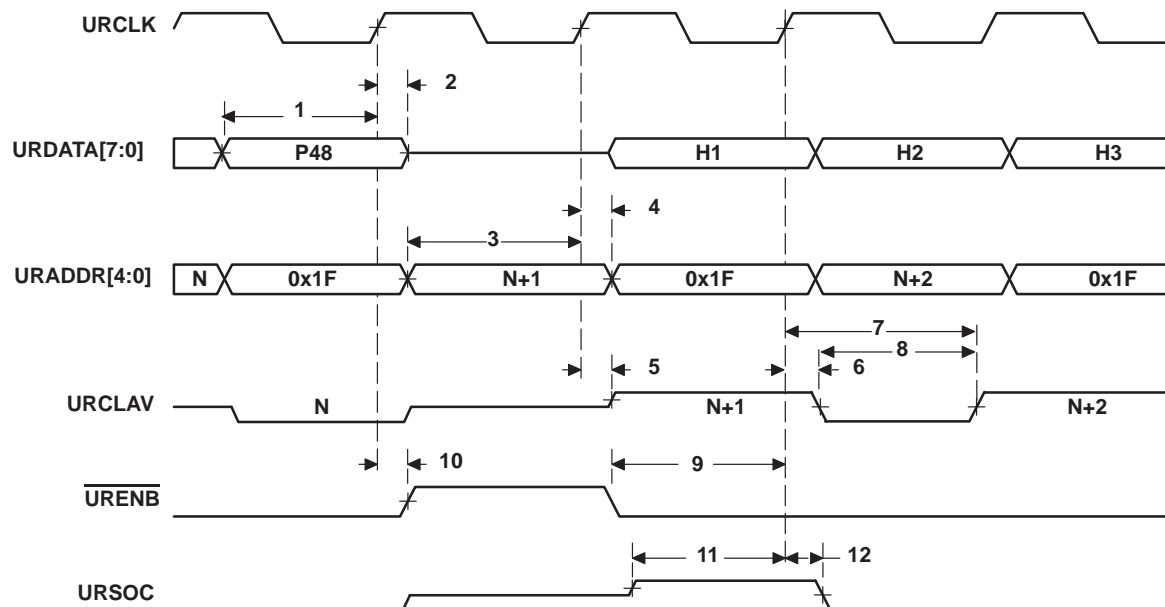 URCLK
2
1
URDATA[7:0] P48 H1 H2 H3
4
3
URADDR[4:0] N 0x1F N+1 0x1F N+2 0x1F
7
8
5 6
URCLAV N N+1 N+2
10 9
URENB
11 12
URSOC